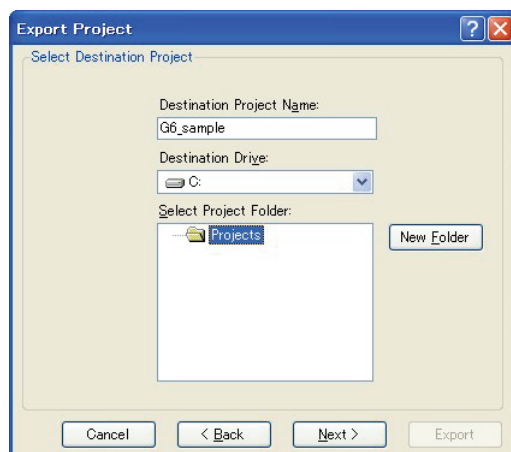 Export Project
Select Destination Project
Destination Project Name:
G6_sample
Destination Drive:
C:
Select Project Folder:
Projects
New Folder
Cancel
< Back
Next >
Export